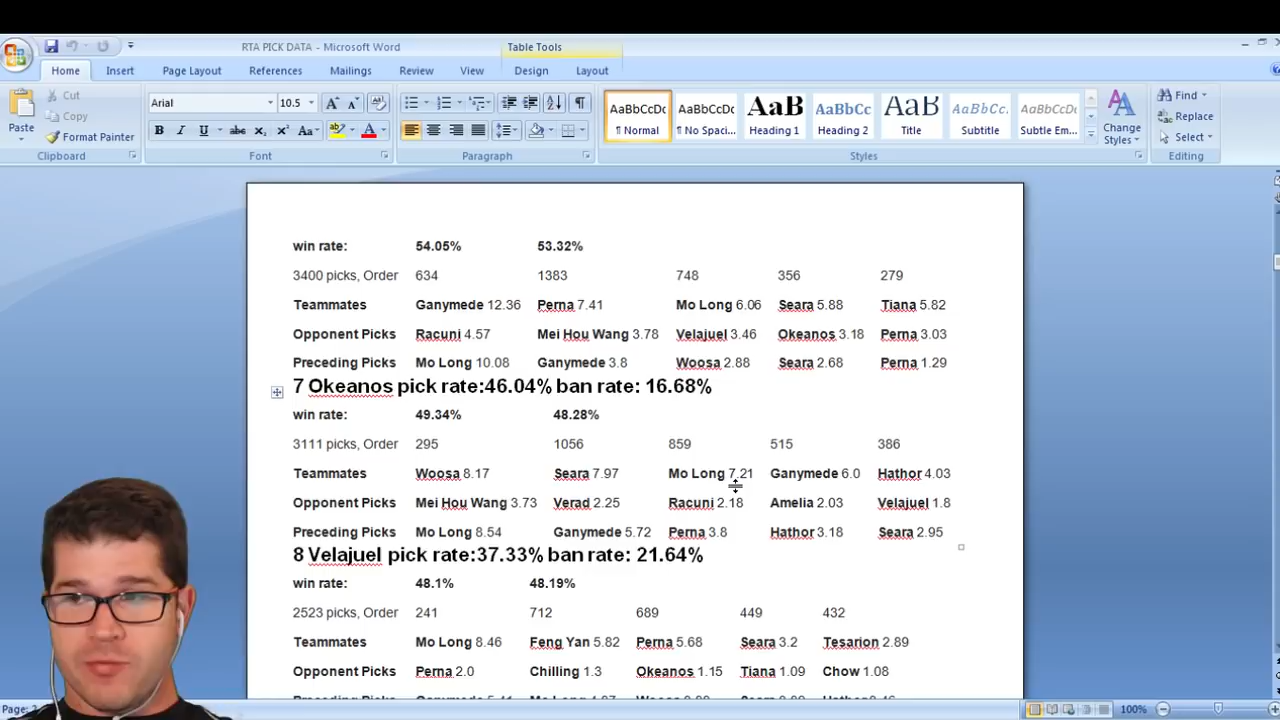 RTA PICK DATA - Microsoft Word
Table Tools
Home Insert Page Layout References Mailings Review View Design Layout
Paste
Cut
Copy
Format Painter
Clipboard
Arial 10.5
B I U abc X₂ X² Aa
Font
Paragraph
AaBbCcDc AaBbCcDc AaB AaBbCc AaB AaBbCc. AaBbCcDc
¶ Normal ¶ No Spaci... Heading 1 Heading 2 Title Subtitle Subtle Em...
Change Styles
Styles
Find
Replace
Select
Editing
win rate: 54.05% 53.32%
3400 picks, Order 634 1383 748 356 279
Teammates Ganymede 12.36 Perna 7.41 Mo Long 6.06 Seara 5.88 Tiana 5.82
Opponent Picks Racuni 4.57 Mei Hou Wang 3.78 Velajuel 3.46 Okeanos 3.18 Perna 3.03
Preceding Picks Mo Long 10.08 Ganymede 3.8 Woosa 2.88 Seara 2.68 Perna 1.29
7 Okeanos pick rate:46.04% ban rate: 16.68%
win rate: 49.34% 48.28%
3111 picks, Order 295 1056 859 515 386
Teammates Woosa 8.17 Seara 7.97 Mo Long 7.21 Ganymede 6.0 Hathor 4.03
Opponent Picks Mei Hou Wang 3.73 Verad 2.25 Racuni 2.18 Amelia 2.03 Velajuel 1.8
Preceding Picks Mo Long 8.54 Ganymede 5.72 Perna 3.8 Hathor 3.18 Seara 2.95
8 Velajuel pick rate:37.33% ban rate: 21.64%
win rate: 48.1% 48.19%
2523 picks, Order 241 712 689 449 432
Teammates Mo Long 8.46 Feng Yan 5.82 Perna 5.68 Seara 3.2 Tesarion 2.89
Opponent Picks Perna 2.0 Chilling 1.3 Okeanos 1.15 Tiana 1.09 Chow 1.08
Page: 2
100%